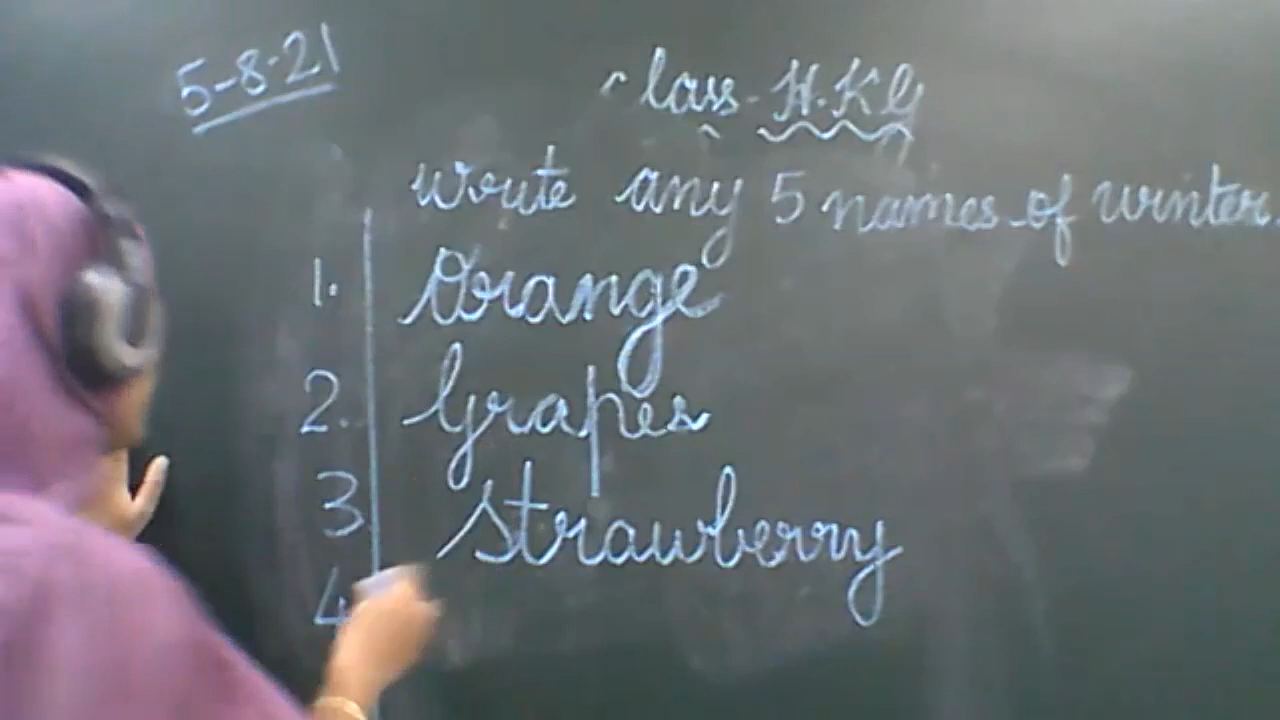 5-8-21
class - H.KG
write any 5 names of winter
1. Orange
2. Grapes
3 strawberry
4